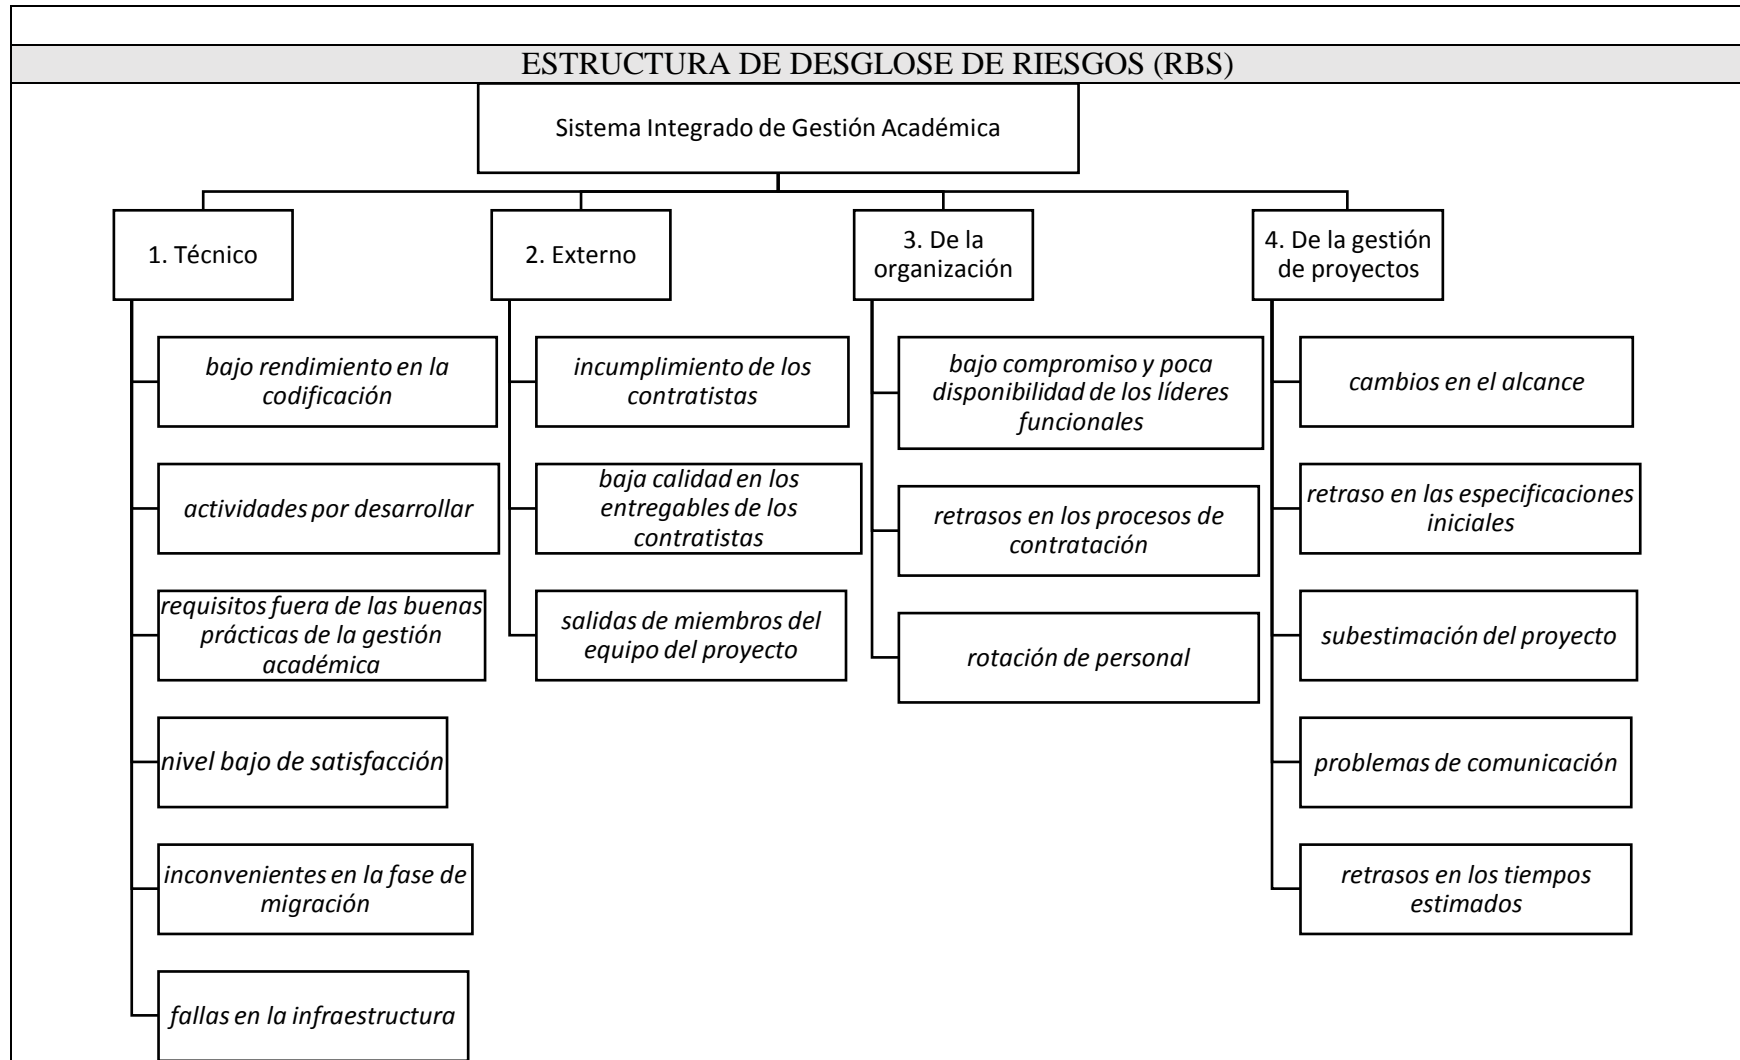 ESTRUCTURA DE DESGLOSE DE RIESGOS (RBS)
Sistema Integrado de Gestión Académica
1. Técnico
bajo rendimiento en la
codificación
actividades por desarrollar
requisitos fuera de las buenas
prácticas de la gestión
académica
nivel bajo de satisfacción
inconvenientes en la fase de
migración
fallas en la infraestructura
2. Externo
incumplimiento de los
contratistas
baja calidad en los
entregables de los
contratistas
salidas de miembros del
equipo del proyecto
3. De la
organización
bajo compromiso y poca
disponibilidad de los líderes
funcionales
retrasos en los procesos de
contratación
rotación de personal
4. De la gestión
de proyectos
cambios en el alcance
retraso en las especificaciones
iniciales
subestimación del proyecto
problemas de comunicación
retrasos en los tiempos
estimados